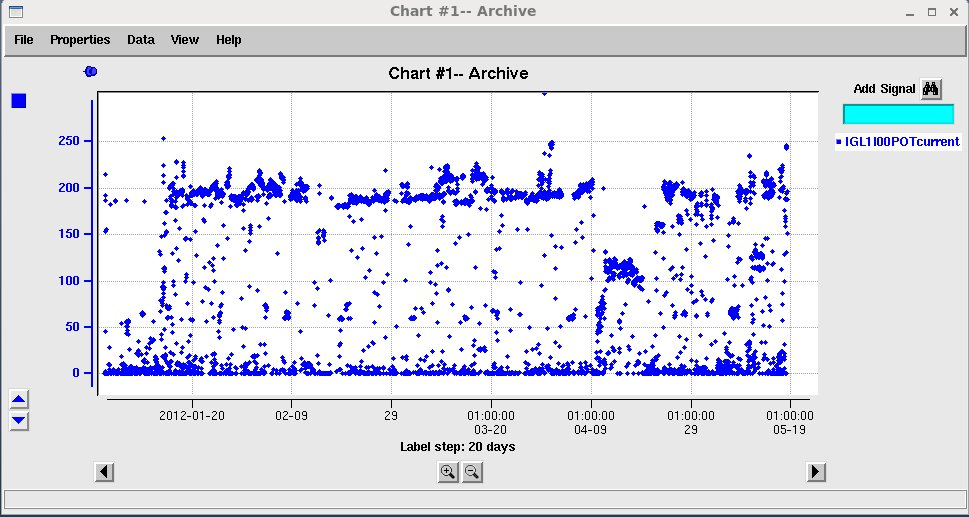 Chart #1-- Archive
File Properties Data View Help
Chart #1-- Archive
Add Signal
IGL1I00POTcurrent
250
200
150
100
50
0
2012-01-20 02-09 29 01:00:00 01:00:00 01:00:00 01:00:00
03-20 04-09 29 05-19
Label step: 20 days